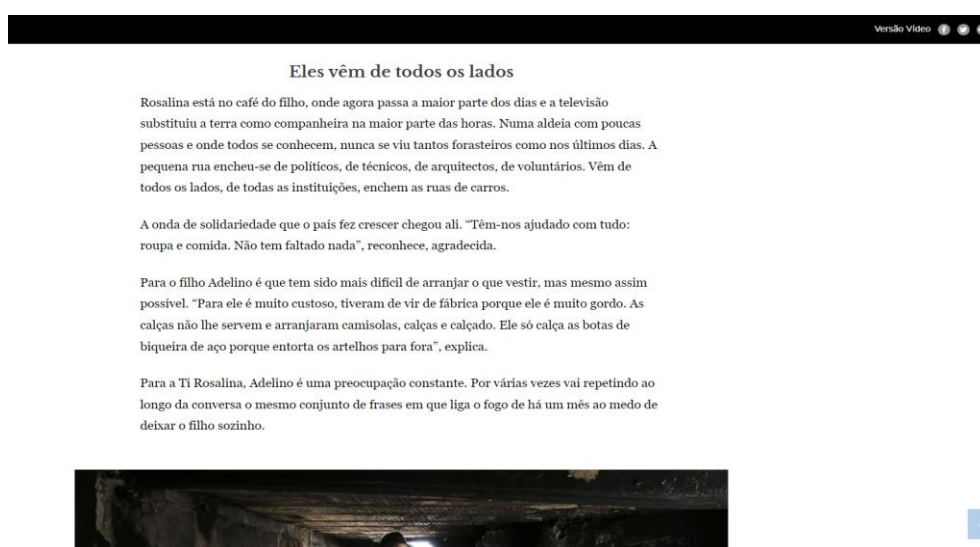 Versão Vídeo
Eles vêm de todos os lados
Rosalina está no café do filho, onde agora passa a maior parte dos dias e a televisão
substituiu a terra como companheira na maior parte das horas. Numa aldeia com poucas
pessoas e onde todos se conhecem, nunca se viu tantos forasteiros como nos últimos dias. A
pequena rua encheu-se de políticos, de técnicos, de arquitectos, de voluntários. Vêm de
todos os lados, de todas as instituições, enchem as ruas de carros.
A onda de solidariedade que o país fez crescer chegou ali. “Têm-nos ajudado com tudo:
roupa e comida. Não tem faltado nada”, reconhece, agradecida.
Para o filho Adelino é que tem sido mais difícil de arranjar o que vestir, mas mesmo assim
possível. “Para ele é muito custoso, tiveram de vir de fábrica porque ele é muito gordo. As
calças não lhe servem e arranjaram camisolas, calças e calçado. Ele só calça as botas de
biqueira de aço porque entorta os artelhos para fora”, explica.
Para a Ti Rosalina, Adelino é uma preocupação constante. Por várias vezes vai repetindo ao
longo da conversa o mesmo conjunto de frases em que liga o fogo de há um mês ao medo de
deixar o filho sozinho.